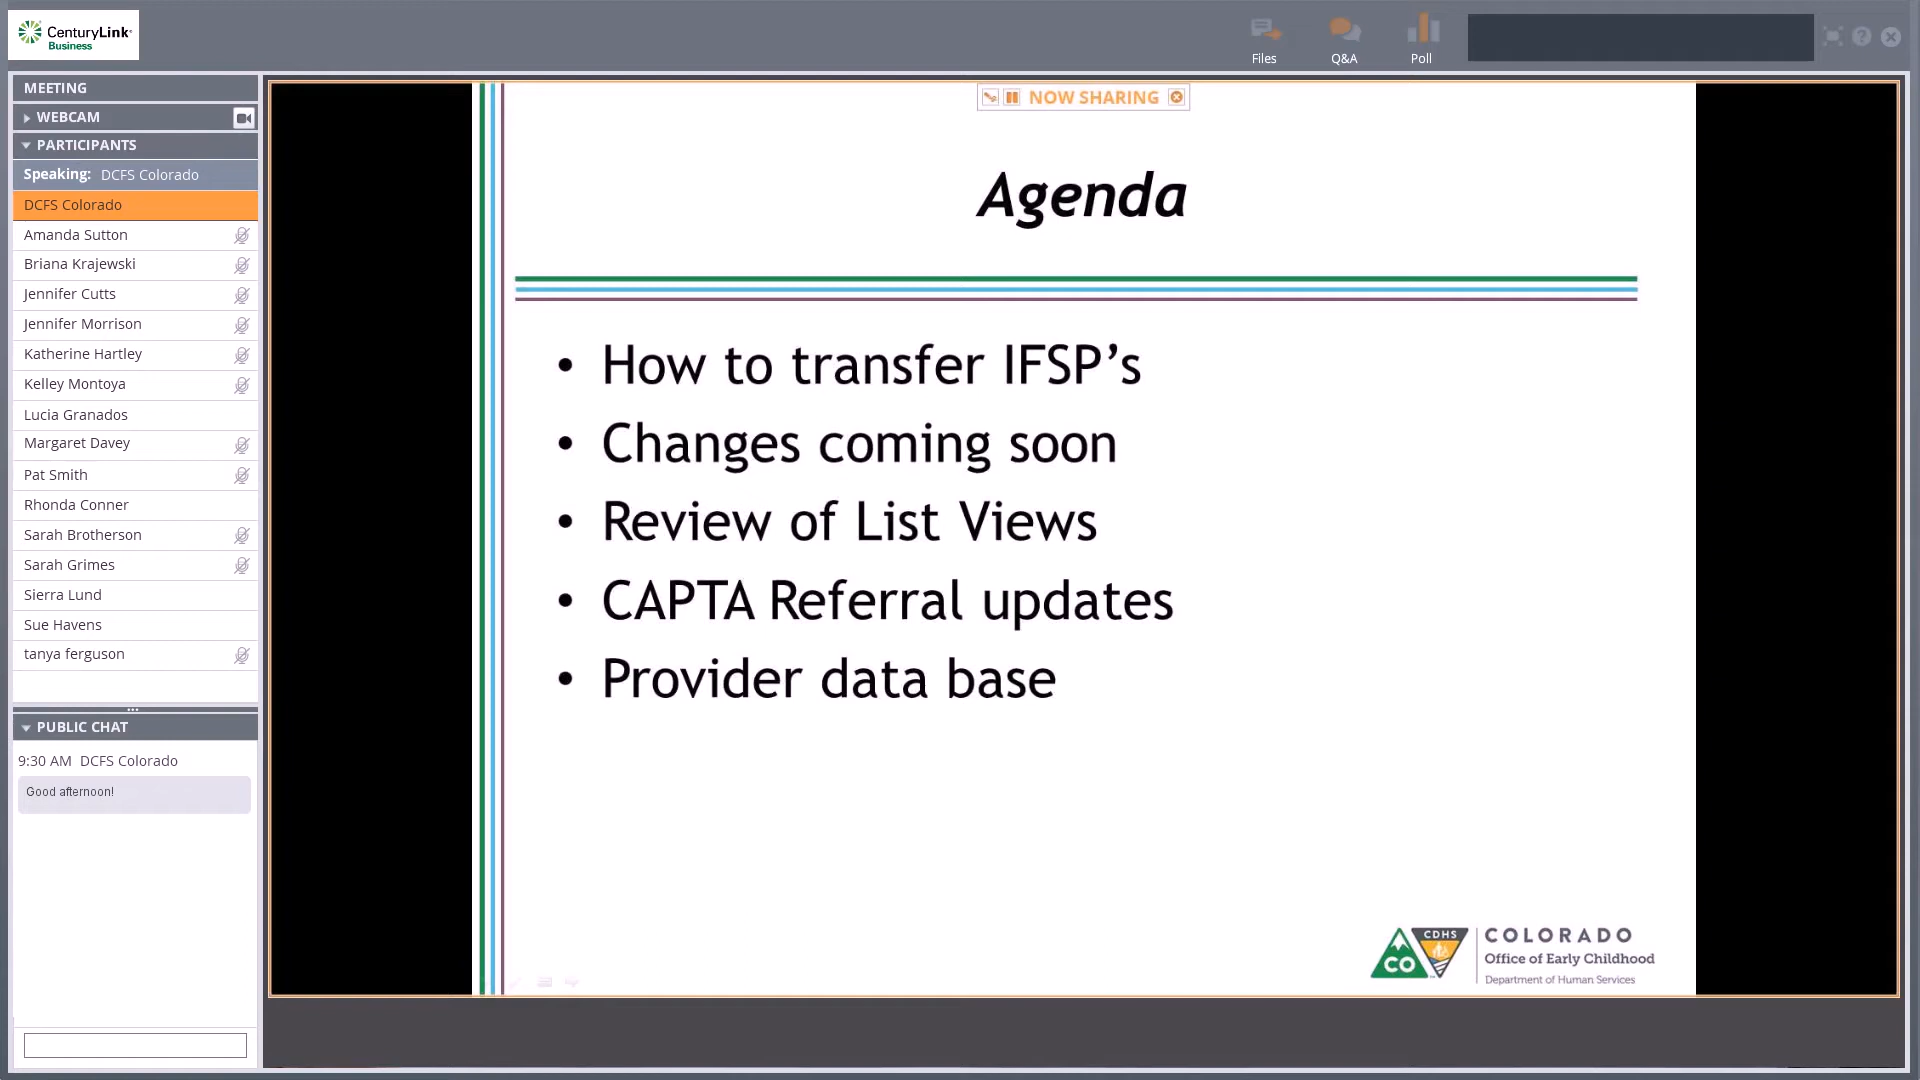 CenturyLink
Business
Files
Q&A
Poll
MEETING
WEBCAM
PARTICIPANTS
Speaking: DCFS Colorado
DCFS Colorado
Amanda Sutton
Briana Krajewski
Jennifer Cutts
Jennifer Morrison
Katherine Hartley
Kelley Montoya
Lucia Granados
Margaret Davey
Pat Smith
Rhonda Conner
Sarah Brotherson
Sarah Grimes
Sierra Lund
Sue Havens
tanya ferguson
PUBLIC CHAT
9:30 AM DCFS Colorado
Good afternoon!
NOW SHARING
Agenda
• How to transfer IFSP’s
• Changes coming soon
• Review of List Views
• CAPTA Referral updates
• Provider data base
CO
CDHS
COLORADO
Office of Early Childhood
Department of Human Services